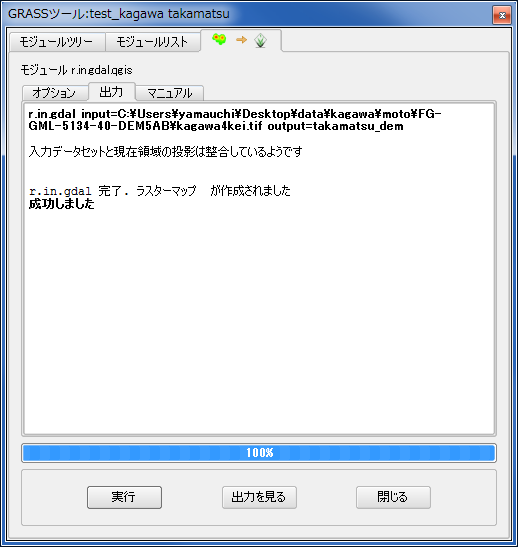 GRASSツール:test_kagawa takamatsu
モジュールツリー モジュールリスト
モジュール r.in.gdal.qgis
オプション 出力 マニュアル
r.in.gdal input=C:¥Users¥yamauchi¥Desktop¥data¥kagawa¥moto¥FG-
GML-5134-40-DEM5AB¥kagawa4kei.tif output=takamatsu_dem
入力データセットと現在領域の投影は整合しているようです
r.in.gdal 完了. ラスターマップ が作成されました
成功しました
100%
実行 出力を見る 閉じる